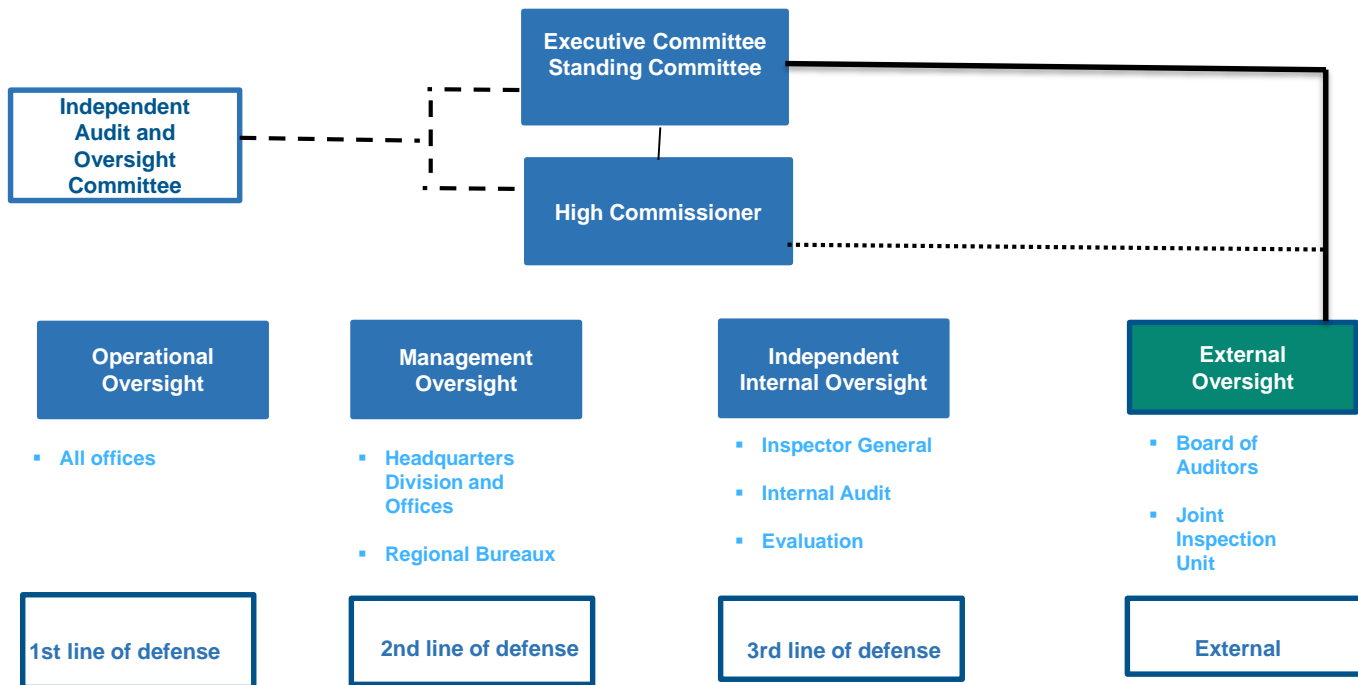 Executive Committee
Standing Committee
Independent
Audit and
Oversight
Committee
High Commissioner
Operational
Oversight
Management
Oversight
Independent
Internal Oversight
External
Oversight
▪ All offices
▪ Headquarters
Division and
Offices
▪ Regional Bureaux
▪ Inspector General
▪ Internal Audit
▪ Evaluation
▪ Board of
Auditors
▪ Joint
Inspection
Unit
1st line of defense
2nd line of defense
3rd line of defense
External